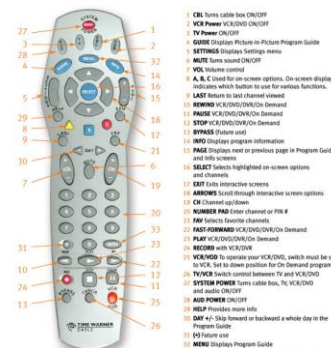 SYSTEM
POWER
SELECT
DAY
VOL
CH
TIME WARNER
CABLE
1 CBL Turns cable box ON/OFF
2 VCR Power VCR/DVD ON/OFF
3 TV Power ON/OFF
4 GUIDE Displays Picture-in-Picture Program Guide
5 SETTINGS Displays Settings menu
6 MUTE Turns sound ON/OFF
7 VOL Volume control
8 A, B, C Used for on-screen options. On-screen display
indicates which button to use for various functions.
9 LAST Return to last channel viewed
10 REWIND VCR/DVD/DVR/On Demand
11 PAUSE VCR/DVD/DVR/On Demand
12 STOP VCR/DVD/DVR/On Demand
13 BYPASS (Future use)
14 INFO Displays program information
15 PAGE Displays next or previous page in Program Guide
and Info screens
16 SELECT Selects highlighted on-screen options
and channels
17 EXIT Exits interactive screens
18 ARROWS Scroll through interactive screen options
19 CH Channel up/down
20 NUMBER PAD Enter channel or PIN #
21 FAV Selects favorite channels
22 FAST-FORWARD VCR/DVD/DVR/On Demand
23 PLAY VCR/DVD/DVR/On Demand
24 RECORD with VCR/DVR
25 VCR/VOD To operate your VCR/DVD, switch must be s
to VCR. Set to down position for On Demand program
26 TV/VCR Switch control between TV and VCR/DVD
27 SYSTEM POWER Turns cable box, TV, VCR/DVD
and audio ON/OFF
28 AUD POWER ON/OFF
29 HELP Provides more info
30 DAY +/- Skip forward or backward a whole day in the
Program Guide
31 (*) Future use
32 MENU Displays Program Guide